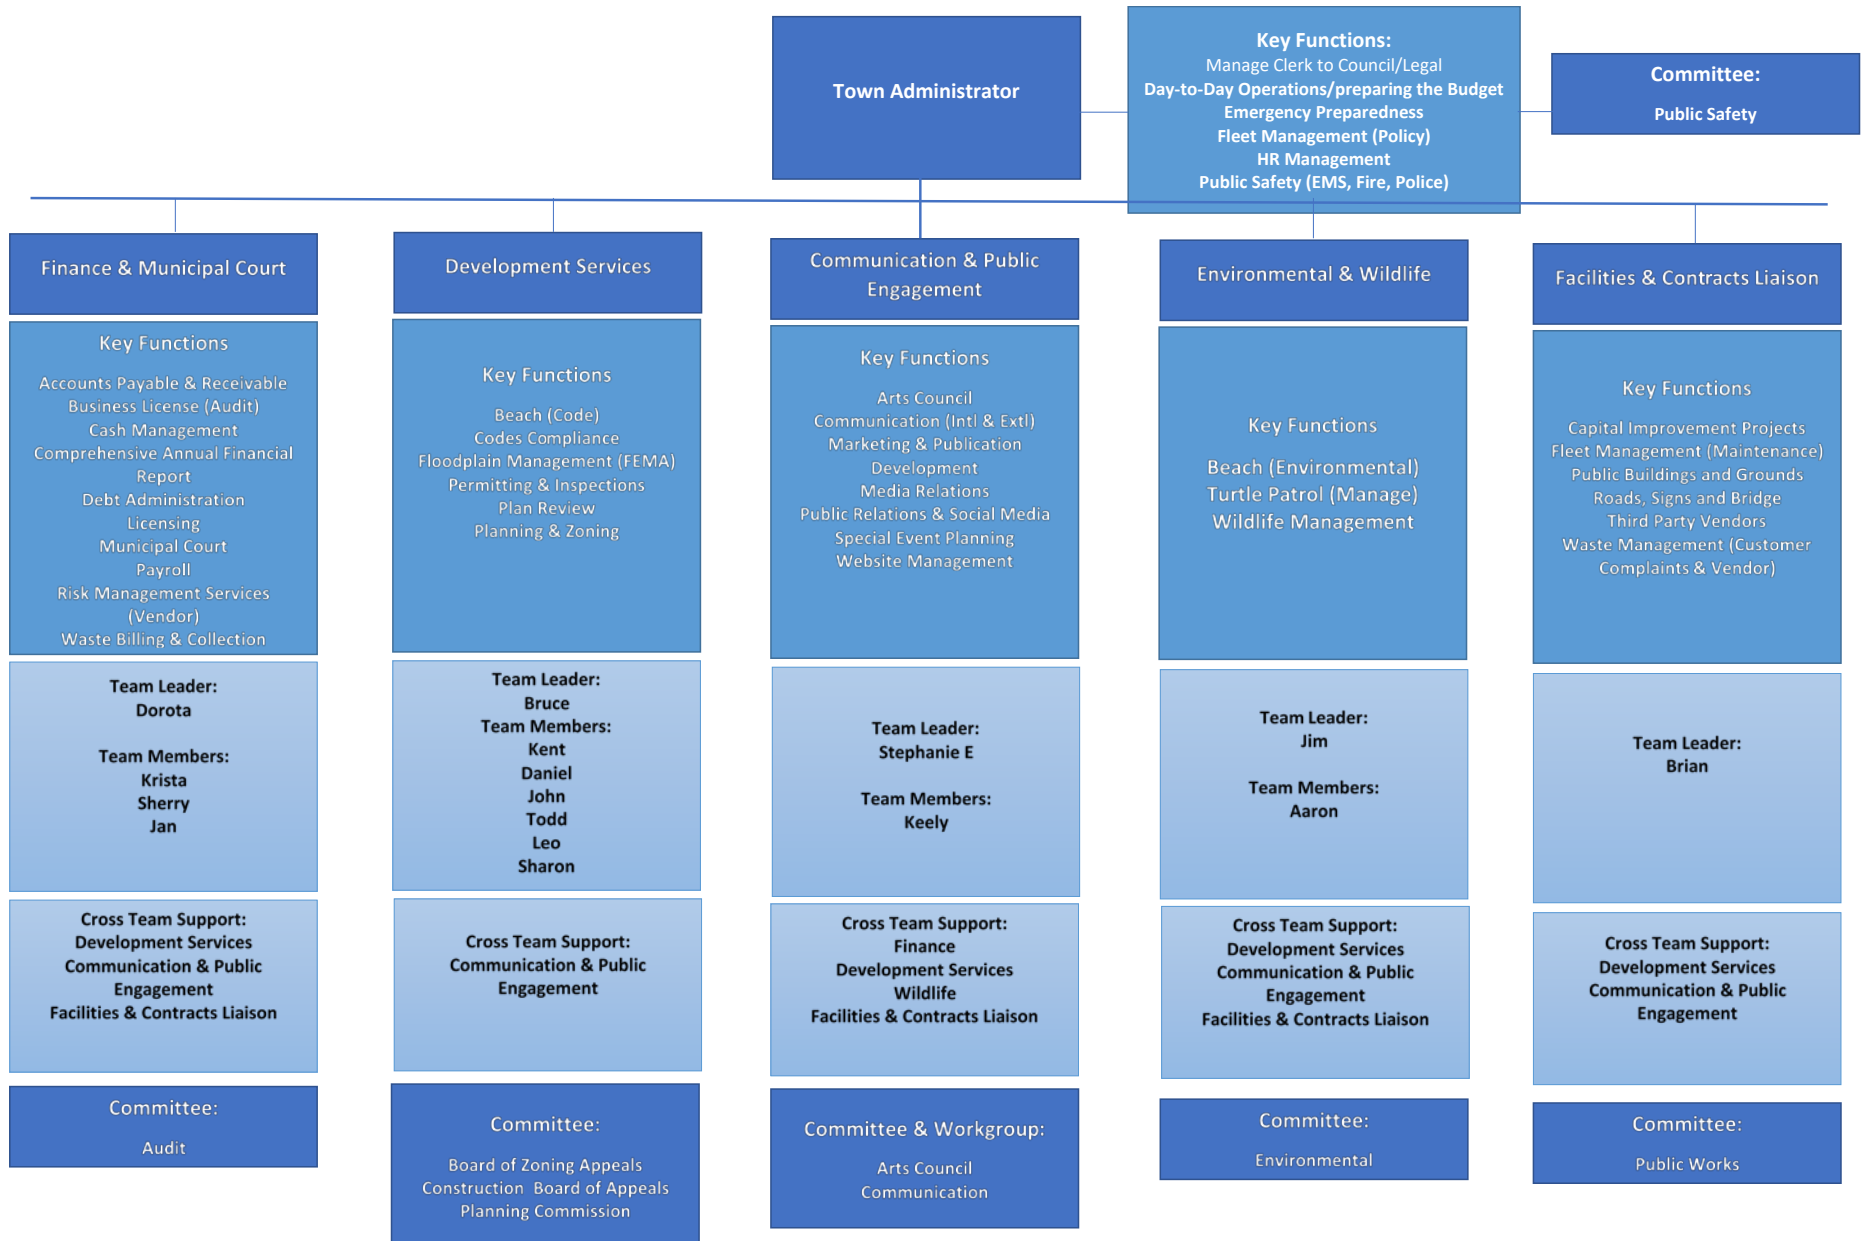 Town Administrator
Key Functions:
Manage Clerk to Council/Legal
Day-to-Day Operations/preparing the Budget
Emergency Preparedness
Fleet Management (Policy)
HR Management
Public Safety (EMS, Fire, Police)
Committee:
Public Safety
Finance & Municipal Court
Key Functions
Accounts Payable & Receivable
Business License (Audit)
Cash Management
Comprehensive Annual Financial
Report
Debt Administration
Licensing
Municipal Court
Payroll
Risk Management Services
(Vendor)
Waste Billing & Collection
Team Leader:
Dorota
Team Members:
Krista
Sherry
Jan
Cross Team Support:
Development Services
Communication & Public
Engagement
Facilities & Contracts Liaison
Committee:
Audit
Development Services
Key Functions
Beach (Code)
Codes Compliance
Floodplain Management (FEMA)
Permitting & Inspections
Plan Review
Planning & Zoning
Team Leader:
Bruce
Team Members:
Kent
Daniel
John
Todd
Leo
Sharon
Cross Team Support:
Communication & Public
Engagement
Committee:
Board of Zoning Appeals
Construction Board of Appeals
Planning Commission
Communication & Public
Engagement
Key Functions
Arts Council
Communication (Intl & Extl)
Marketing & Publication
Development
Media Relations
Public Relations & Social Media
Special Event Planning
Website Management
Team Leader:
Stephanie E
Team Members:
Keely
Cross Team Support:
Finance
Development Services
Wildlife
Facilities & Contracts Liaison
Committee & Workgroup:
Arts Council
Communication
Environmental & Wildlife
Key Functions
Beach (Environmental)
Turtle Patrol (Manage)
Wildlife Management
Team Leader:
Jim
Team Members:
Aaron
Cross Team Support:
Development Services
Communication & Public
Engagement
Facilities & Contracts Liaison
Committee:
Environmental
Facilities & Contracts Liaison
Key Functions
Capital Improvement Projects
Fleet Management (Maintenance)
Public Buildings and Grounds
Roads, Signs and Bridge
Third Party Vendors
Waste Management (Customer
Complaints & Vendor)
Team Leader:
Brian
Cross Team Support:
Development Services
Communication & Public
Engagement
Committee:
Public Works